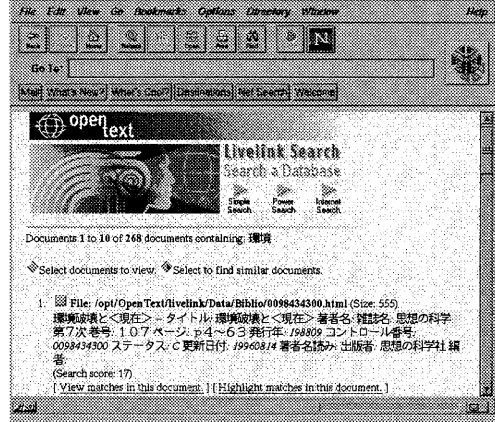 File Edit View Go Bookmarks Options Directory Window Help
Back Home Reload Open Print Find N
Go To:
Mail What's New? What's Cool? Destinations Net Search Welcome
open text
Livelink Search
Search a Database
Simple Search Power Search Internet Search
Documents 1 to 10 of 268 documents containing: 環境
Select documents to view. Select to find similar documents.
1. File: /opt/OpenText/livelink/Data/Biblio/0098434300.html (Size: 555)
環境破壊と<現在> - タイトル: 環境破壊と<現在> 著者名: 雑誌名: 思想の科学
第7次 巻号: 107 ページ: p4~63 発行年: 198809 コントロール番号:
0098434300 ステータス: C 更新日付: 19960814 著者名読み: 出版者: 思想の科学社 編
者:
(Search score: 17)
[ View matches in this document. ] [ Highlight matches in this document. ]